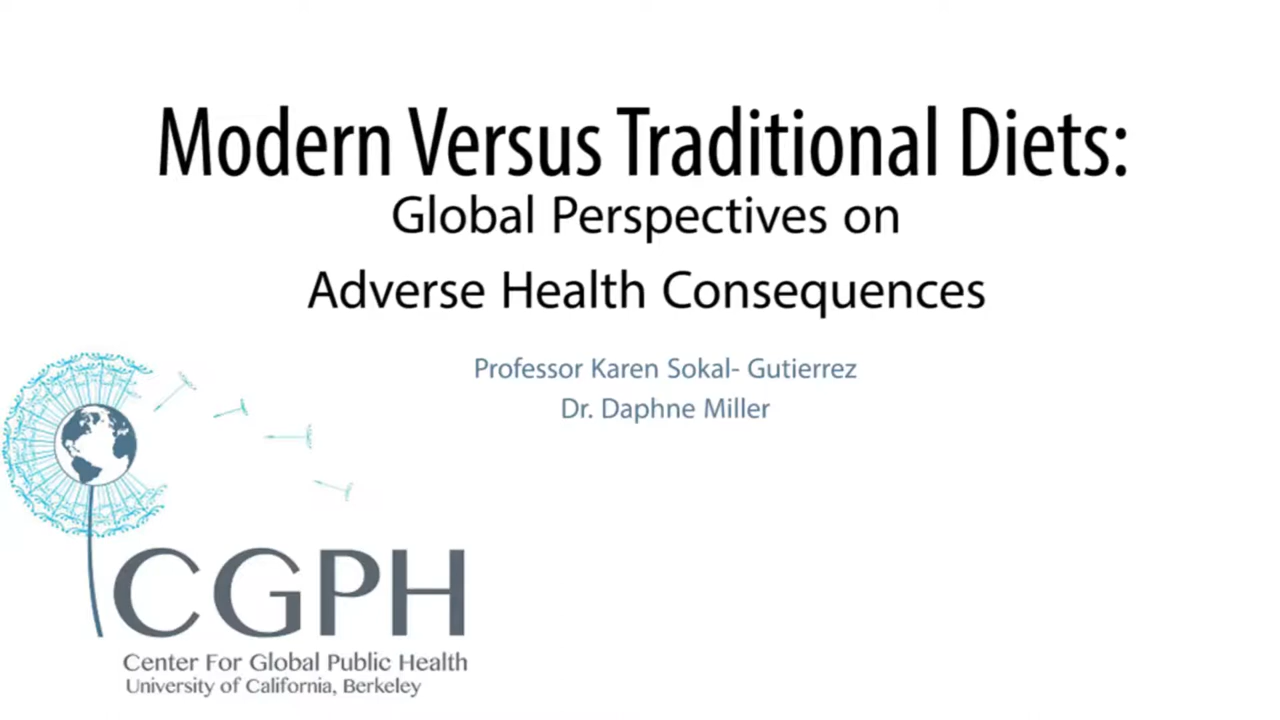 Modern Versus Traditional Diets:
Global Perspectives on
Adverse Health Consequences
Professor Karen Sokal- Gutierrez
Dr. Daphne Miller
CGPH
Center For Global Public Health
University of California, Berkeley